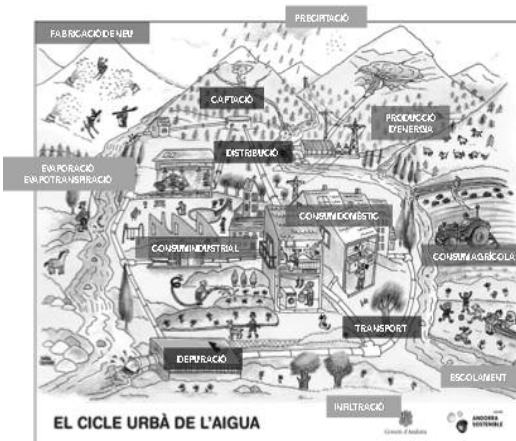 PRECIPITACIÓ
FABRICACIÓ DE NEU
CAPTACIÓ
PRODUCCIÓ
D'ENERGIA
DISTRIBUCIÓ
EVAPORACIÓ
EVAPOTRANSPIRACIÓ
CONSUM DOMÈSTIC
CONSUM INDUSTRIAL
CONSUM AGRÍCOLA
TRANSPORT
DEPURACIÓ
ESCOLAMENT
INFILTRACIÓ
EL CICLE URBÀ DE L'AIGUA
Govern d'Andorra
ANDORRA
SOSTENIBLE